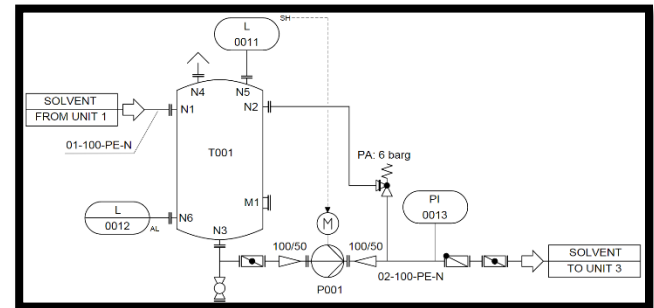 L
0011
SH
N4
N5
SOLVENT
FROM UNIT 1
N1
N2
01-100-PE-N
T001
PA: 6 barg
M1
L
0012
AL
N6
N3
PI
0013
M
100/50
100/50
P001
02-100-PE-N
SOLVENT
TO UNIT 3